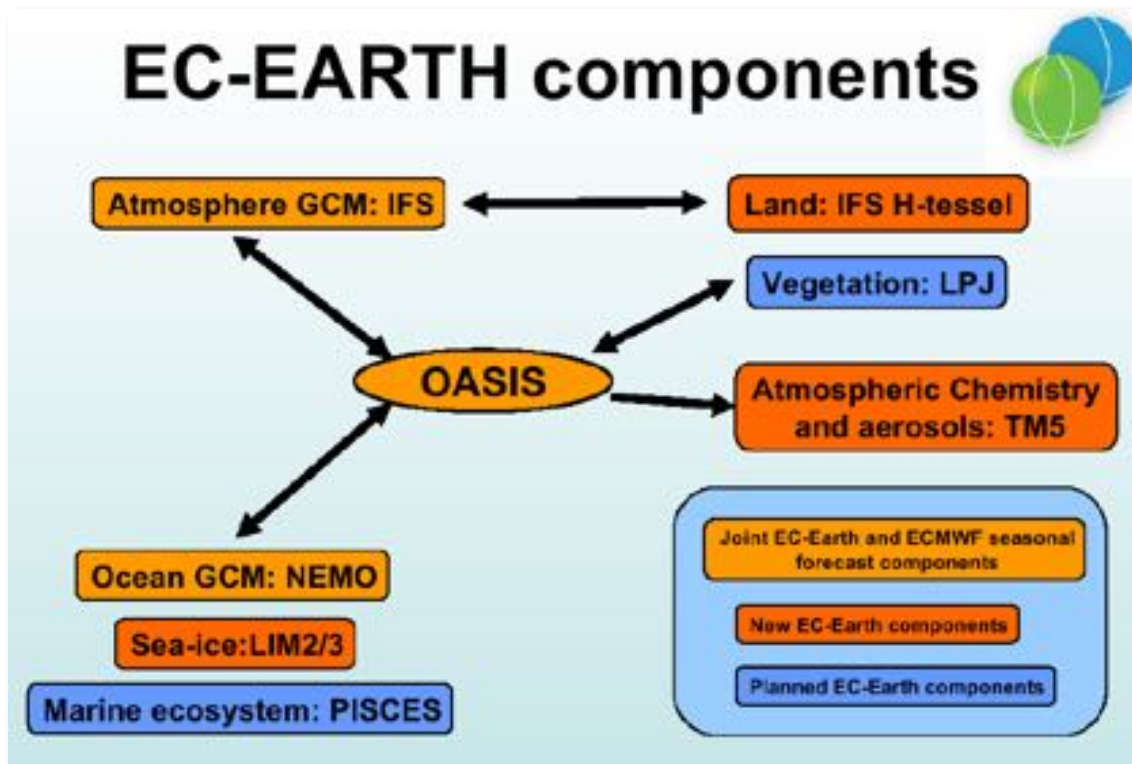 EC-EARTH components
Atmosphere GCM: IFS
Land: IFS H-tessel
Vegetation: LPJ
OASIS
Atmospheric Chemistry
and aerosols: TM5
Ocean GCM: NEMO
Sea-ice:LIM2/3
Marine ecosystem: PISCES
Joint EC-Earth and ECMWF seasonal
forecast components
New EC-Earth components
Planned EC-Earth components